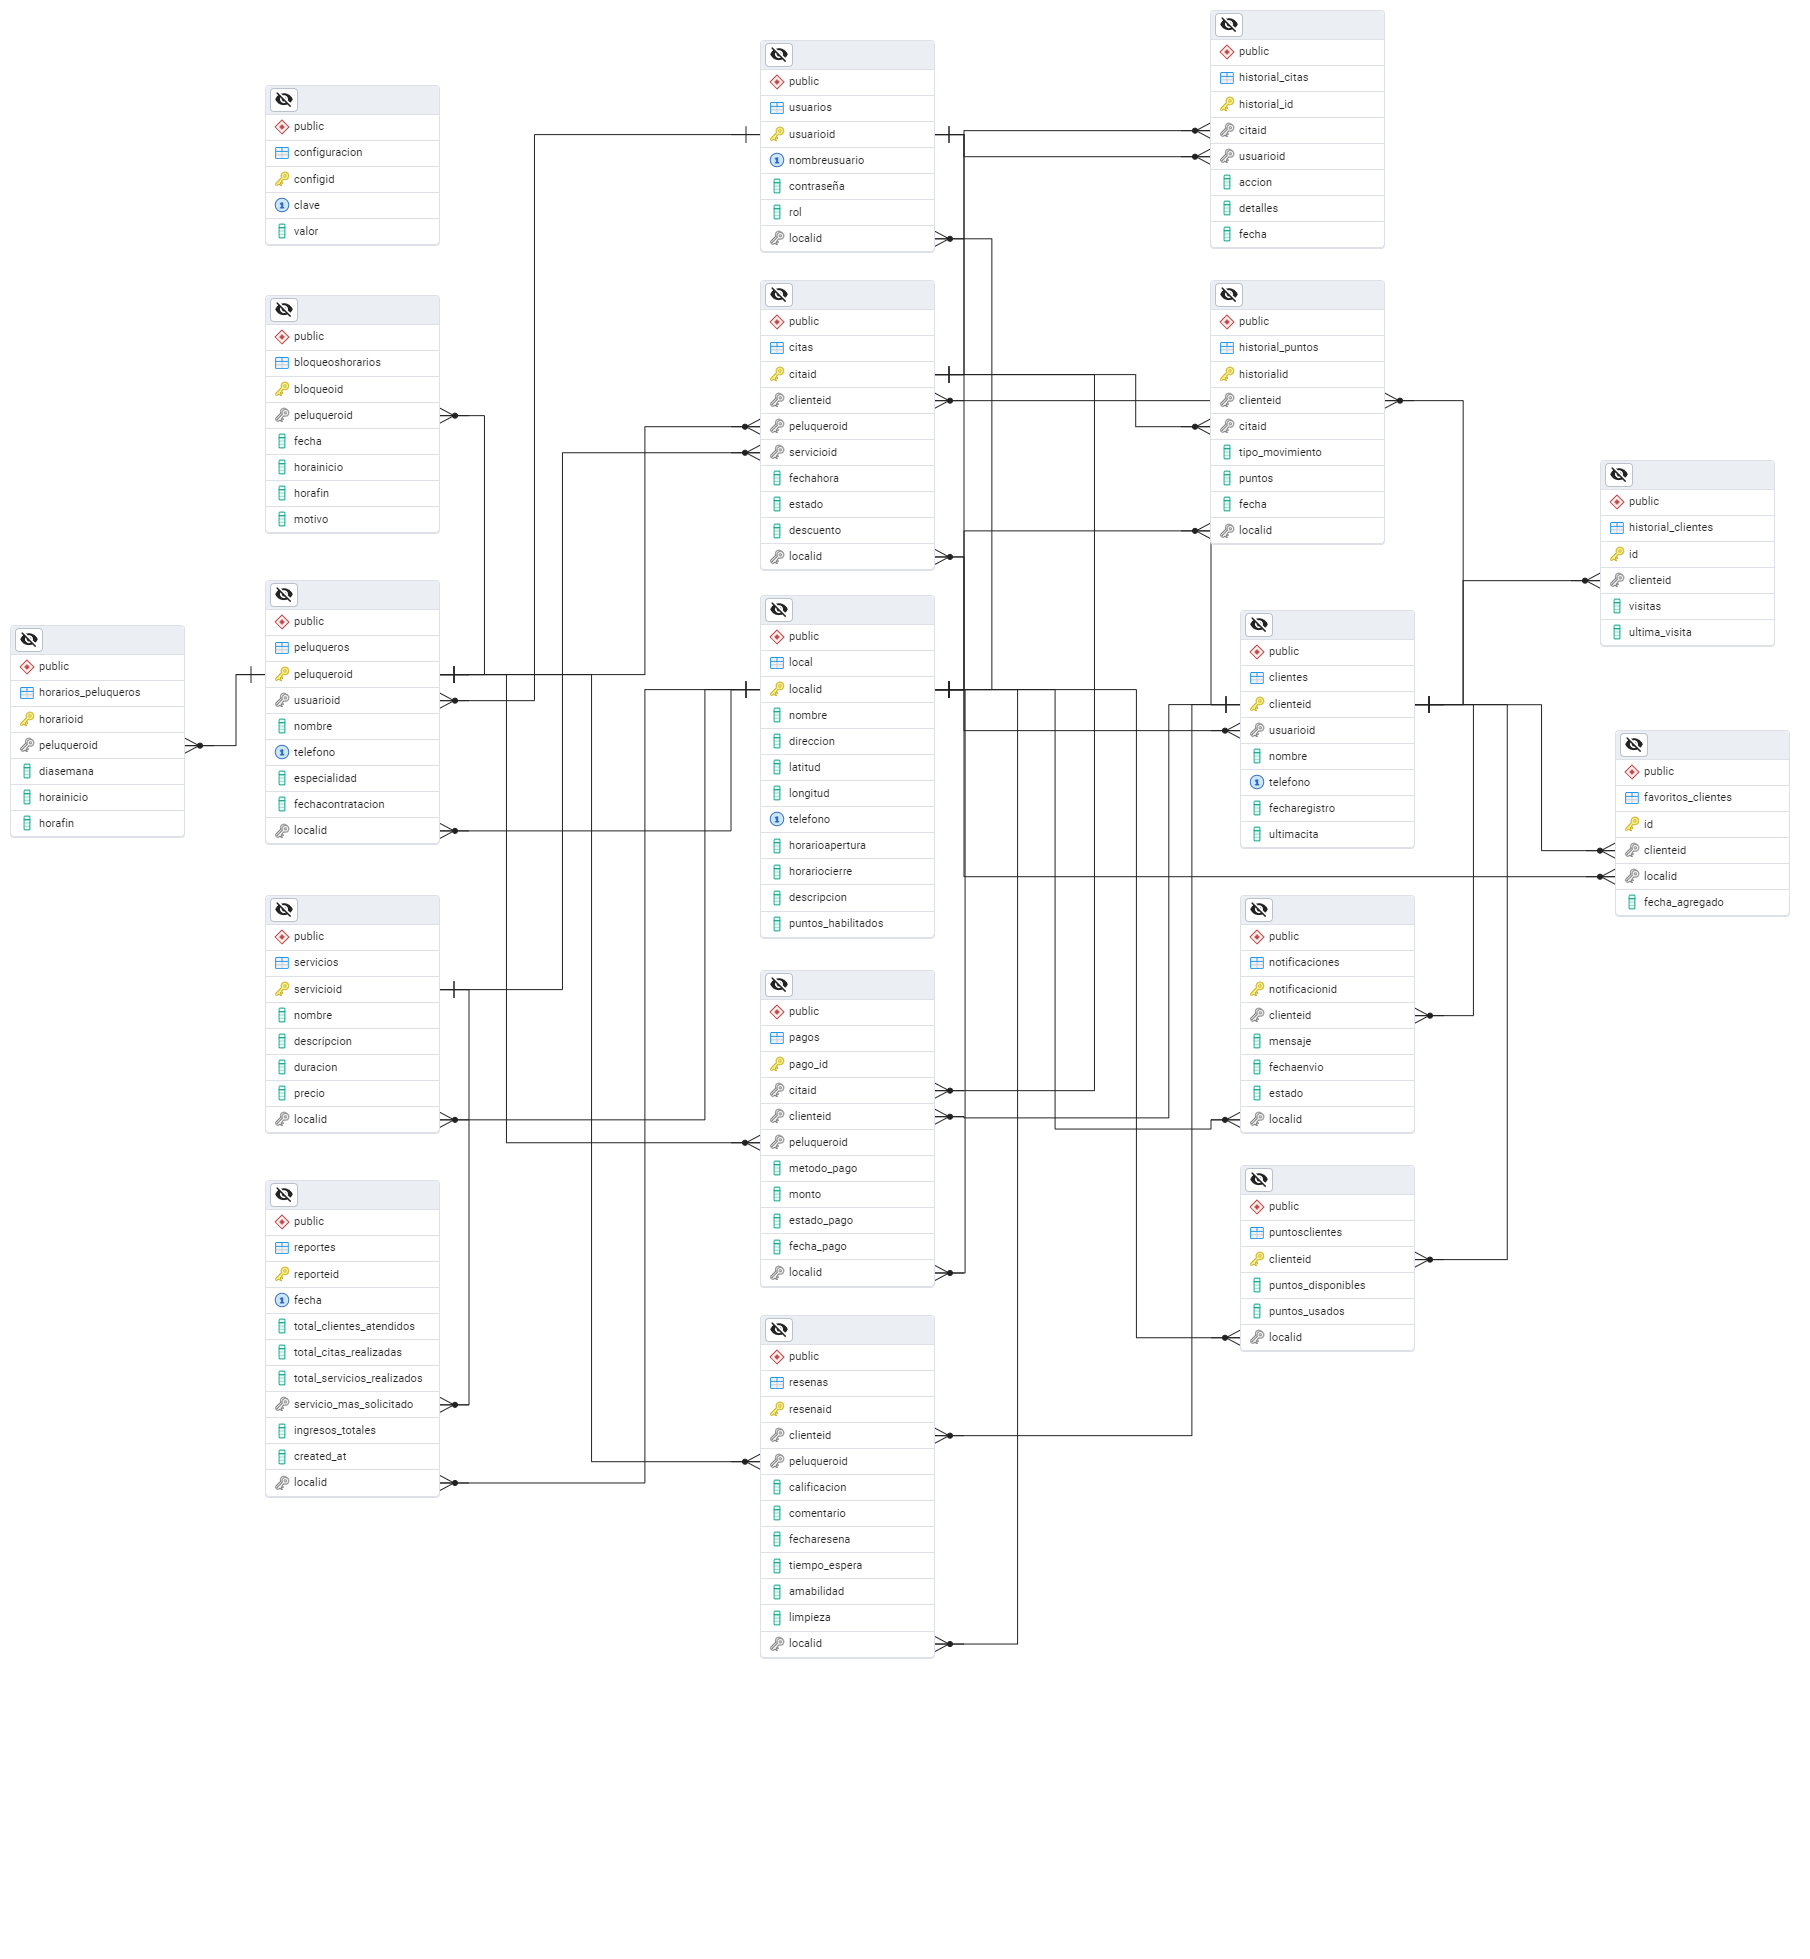 public
configuracion
configid
clave
valor
public
bloqueoshorarios
bloqueoid
peluqueroid
fecha
horainicio
horafin
motivo
public
horarios_peluqueros
horarioid
peluqueroid
diasemana
horainicio
horafin
public
peluqueros
peluqueroid
usuarioid
nombre
telefono
especialidad
fechacontratacion
localid
public
servicios
servicioid
nombre
descripcion
duracion
precio
localid
public
reportes
reporteid
fecha
total_clientes_atendidos
total_citas_realizadas
total_servicios_realizados
servicio_mas_solicitado
ingresos_totales
created_at
localid
public
usuarios
usuarioid
nombreusuario
contraseña
rol
localid
public
citas
citaid
clienteid
peluqueroid
servicioid
fechahora
estado
descuento
localid
public
local
localid
nombre
direccion
latitud
longitud
telefono
horarioapertura
horariocierre
descripcion
puntos_habilitados
public
pagos
pago_id
citaid
clienteid
peluqueroid
metodo_pago
monto
estado_pago
fecha_pago
localid
public
resenas
resenaid
clienteid
peluqueroid
calificacion
comentario
fecharesena
tiempo_espera
amabilidad
limpieza
localid
public
historial_citas
historial_id
citaid
usuarioid
accion
detalles
fecha
public
historial_puntos
historialid
clienteid
citaid
tipo_movimiento
puntos
fecha
localid
public
clientes
clienteid
usuarioid
nombre
telefono
fecharegistro
ultimacita
public
notificaciones
notificacionid
clienteid
mensaje
fechaenvio
estado
localid
public
puntosclientes
clienteid
puntos_disponibles
puntos_usados
localid
public
historial_clientes
id
clienteid
visitas
ultima_visita
public
favoritos_clientes
id
clienteid
localid
fecha_agregado